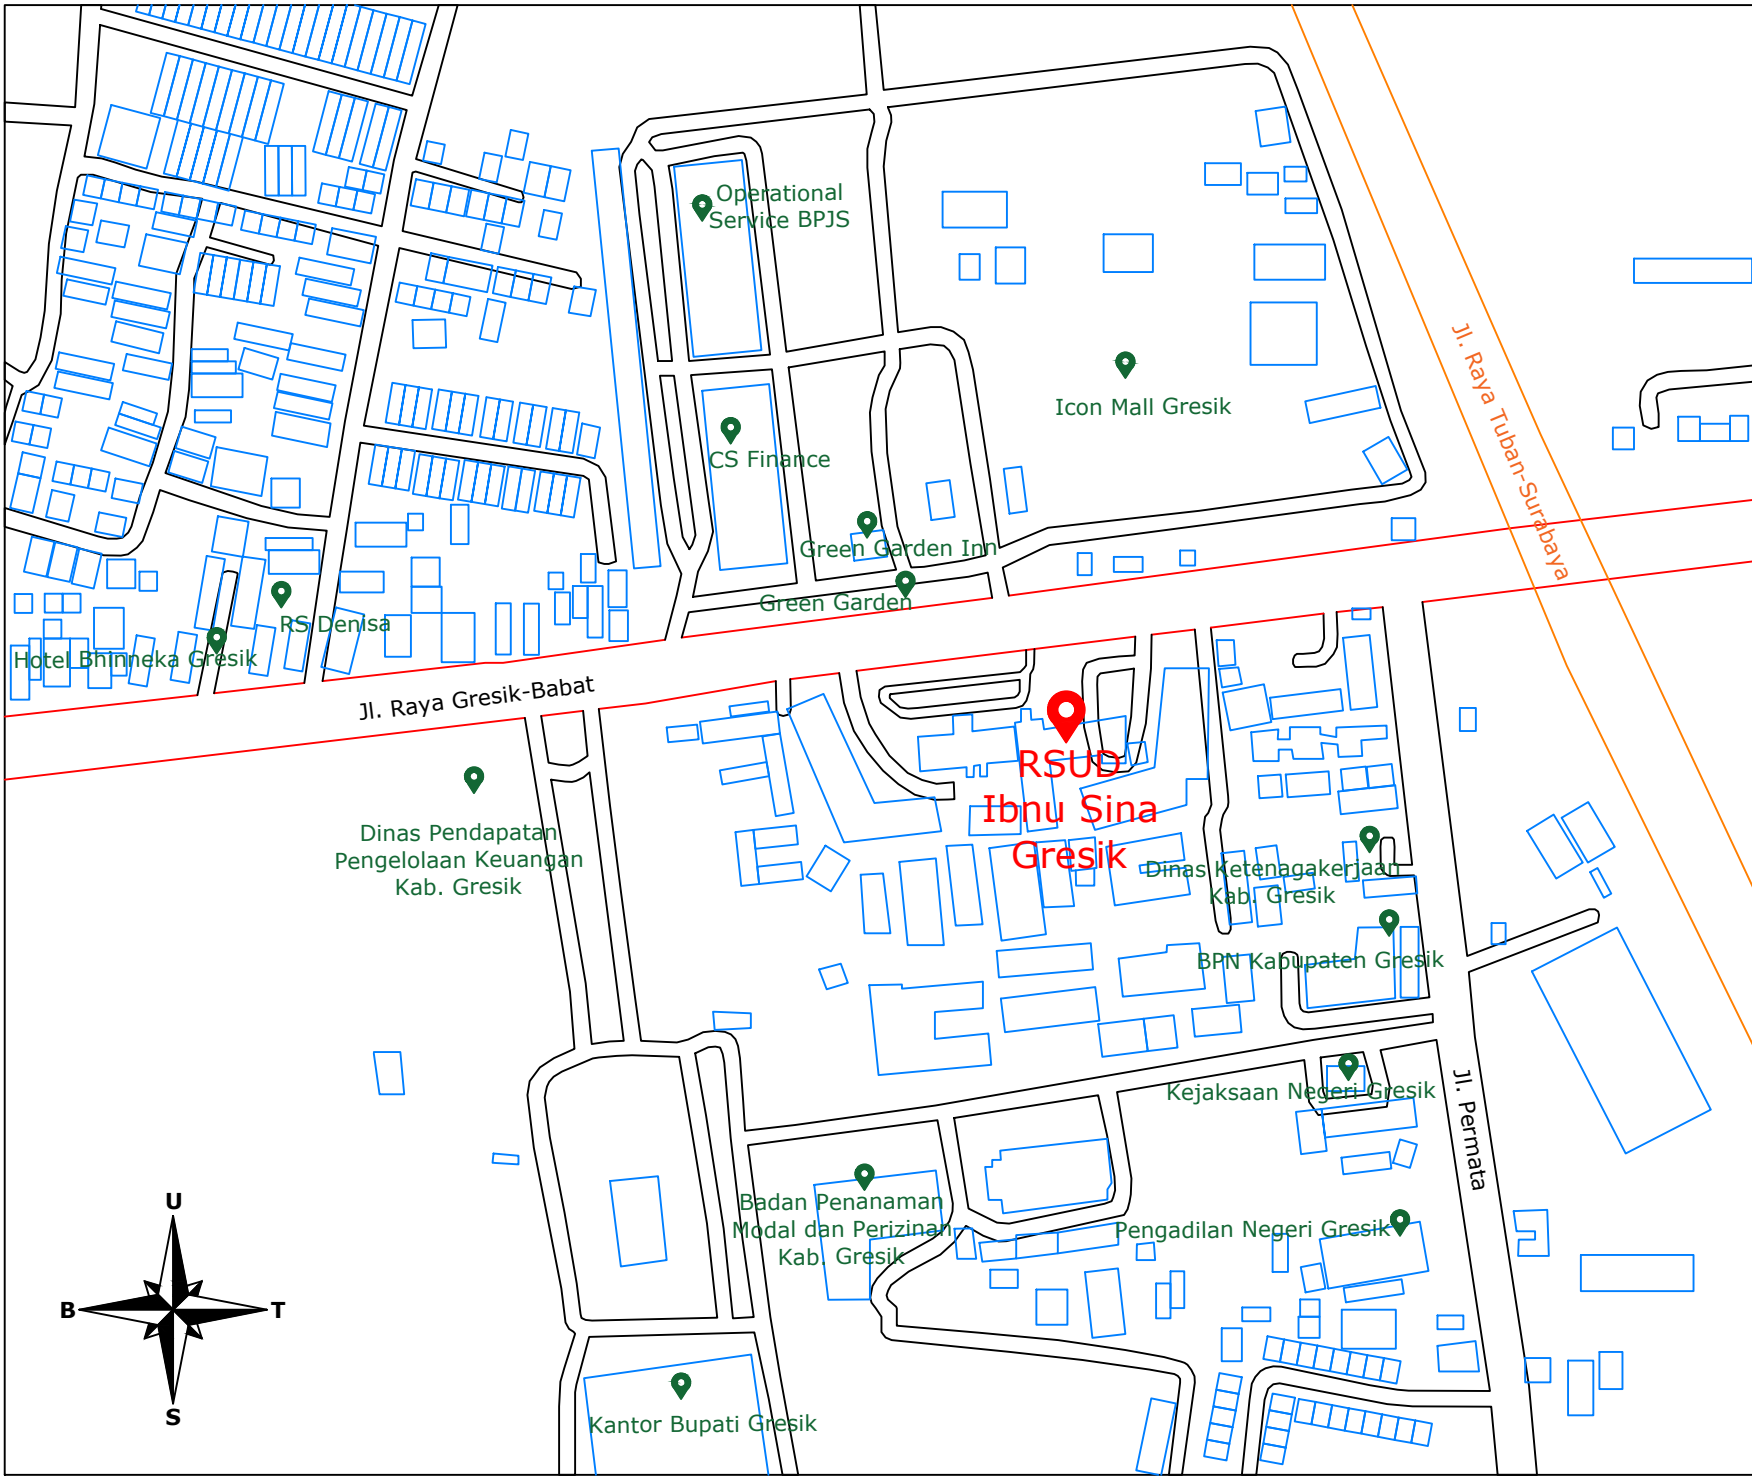 Operational
Service BPJS
Jl. Raya Tuban-Surabaya
Icon Mall Gresik
CS Finance
Green Garden Inn
Green Garden
RS Denisa
Hotel Bhinneka Gresik
Jl. Raya Gresik-Babat
RSUD
Ibnu Sina
Gresik
Dinas Pendapatan
Pengelolaan Keuangan
Kab. Gresik
Dinas Ketenagakerjaan
Kab. Gresik
BPN Kabupaten Gresik
Kejaksaan Negeri Gresik
Jl. Permata
Badan Penanaman
Modal dan Perizinan
Kab. Gresik
Pengadilan Negeri Gresik
U
B
T
S
Kantor Bupati Gresik